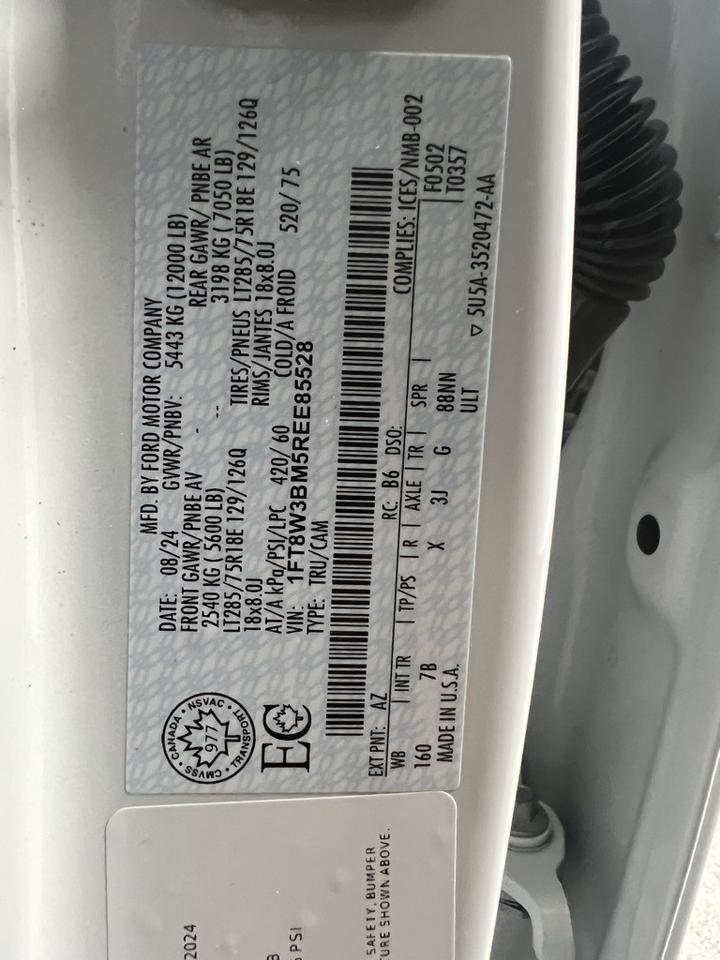 MFD. BY FORD MOTOR COMPANY
DATE: 08/24 GVWR/PNBV: 5443 KG (12000 LB)
FRONT GAWR/PNBE AV - REAR GAWR/ PNBE AR
2540 KG ( 5600 LB) -- 3198 KG ( 7050 LB)
LT285/75R18E 129/126Q TIRES/PNEUS LT285/75R18E 129/126Q
18x8.0J RIMS/JANTES 18x8.0J
AT/A kPa/PSI/LPC 420/ 60 COLD/A FROID 520/ 75
VIN: 1FT8W3BM5REE85528
TYPE: TRU/CAM
CANADA • NSVAC • TRANSPORT • CMVSS •
977
EC
EXT PNT: AZ RC: B6 DSO: COMPLIES: ICES/NMB-002
WB | INT TR | TP/PS | R | AXLE | TR | SPR | F0502
160 7B X 3J G 88NN T0357
MADE IN U.S.A. ULT ▽ 5U5A-3520472-AA
2024
PSI
SAFETY, BUMPER
SHOWN ABOVE.